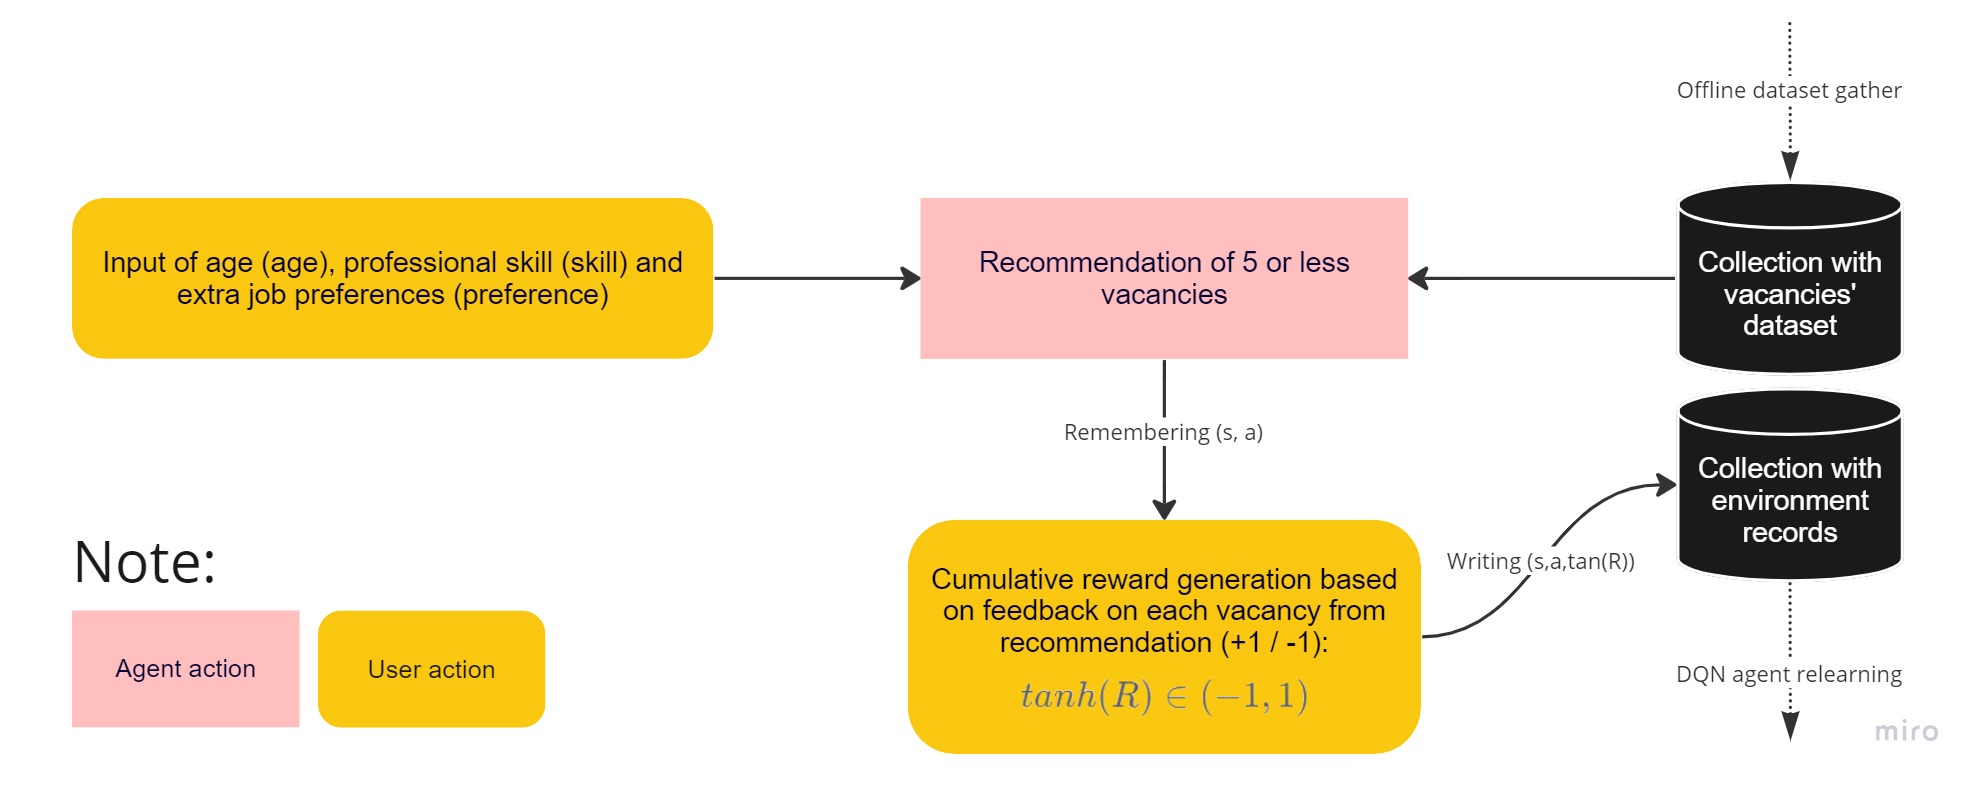 Offline dataset gather
Input of age (age), professional skill (skill) and
extra job preferences (preference)
Recommendation of 5 or less
vacancies
Collection with
vacancies'
dataset
Remembering (s, a)
Collection with
environment
records
Writing (s,a,tan(R))
Cumulative reward generation based
on feedback on each vacancy from
recommendation (+1 / -1):
tanh(R) ∈ (−1, 1)
Note:
Agent action
User action
DQN agent relearning
miro